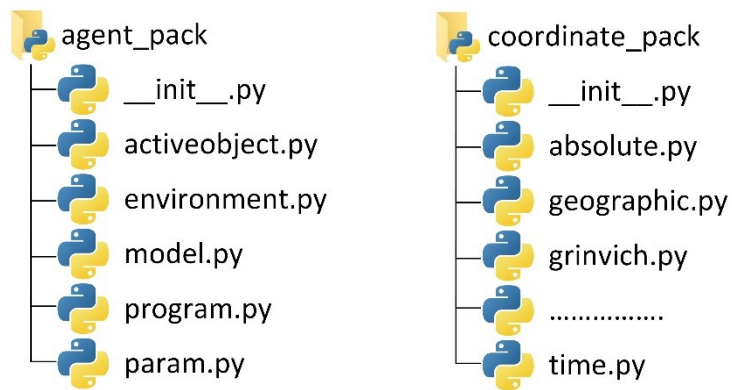 agent_pack
__init__.py
activeobject.py
environment.py
model.py
program.py
param.py
coordinate_pack
__init__.py
absolute.py
geographic.py
grinvich.py
................
time.py